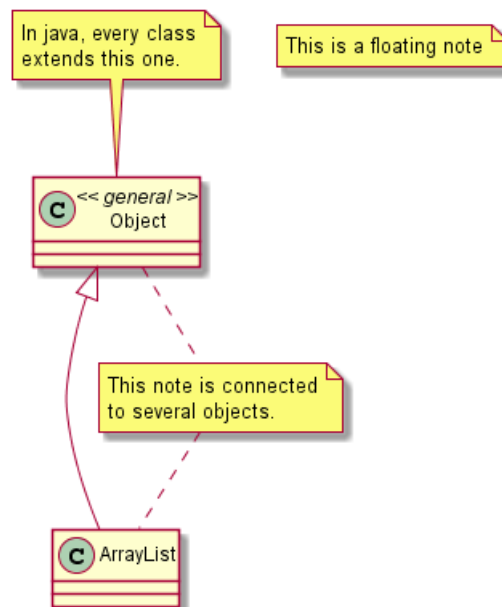 In java, every class
extends this one.
This is a floating note
C
<< general >>
Object
This note is connected
to several objects.
C
ArrayList